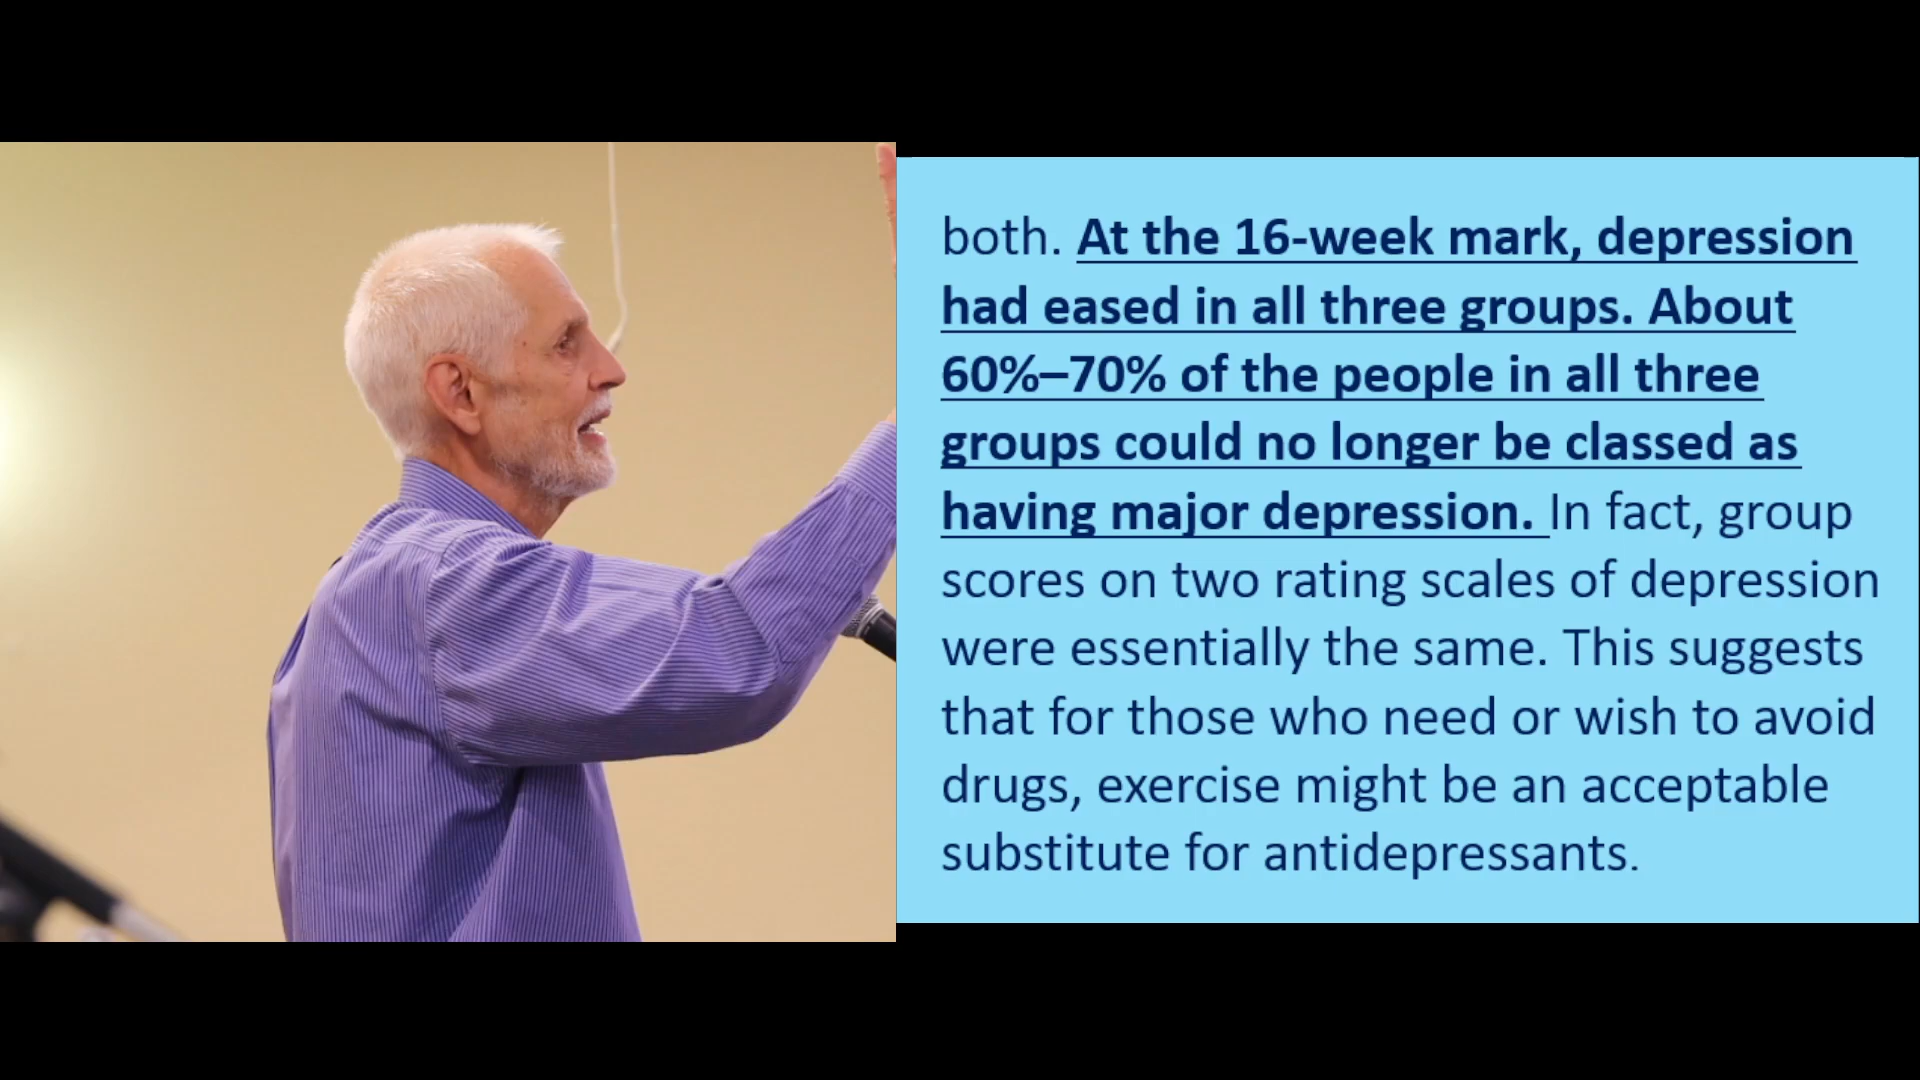 both. At the 16-week mark, depression
had eased in all three groups. About
60%–70% of the people in all three
groups could no longer be classed as
having major depression. In fact, group
scores on two rating scales of depression
were essentially the same. This suggests
that for those who need or wish to avoid
drugs, exercise might be an acceptable
substitute for antidepressants.